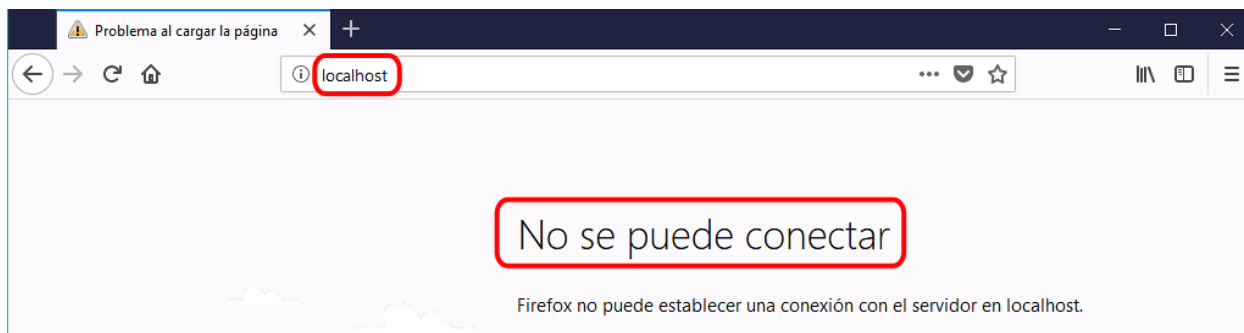 Problema al cargar la página
localhost
No se puede conectar
Firefox no puede establecer una conexión con el servidor en localhost.